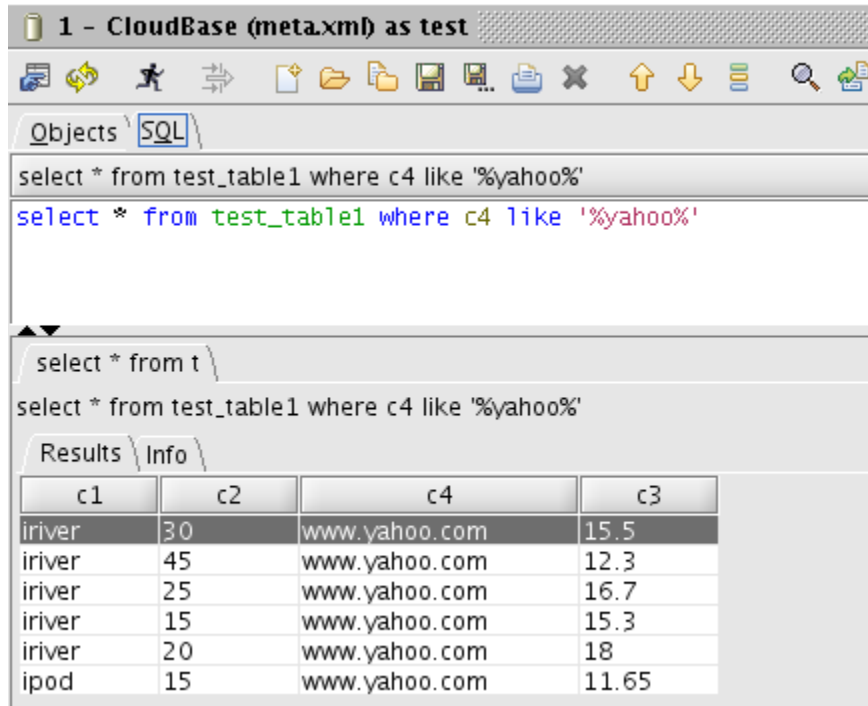 1 - CloudBase (meta.xml) as test
Objects SQL
select * from test_table1 where c4 like '%yahoo%'
select * from test_table1 where c4 like '%yahoo%'
select * from t
select * from test_table1 where c4 like '%yahoo%'
Results Info
c1 c2 c4 c3
iriver 30 www.yahoo.com 15.5
iriver 45 www.yahoo.com 12.3
iriver 25 www.yahoo.com 16.7
iriver 15 www.yahoo.com 15.3
iriver 20 www.yahoo.com 18
ipod 15 www.yahoo.com 11.65